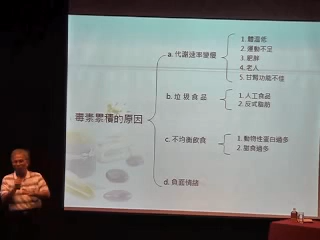 毒素累積的原因
a. 代謝速率變慢
1. 體溫低
2. 運動不足
3. 肥胖
4. 老人
5. 甘腎功能不佳
b. 垃圾食品
1. 人工食品
2. 反式脂肪
c. 不均衡飲食
1. 動物性蛋白過多
2. 甜食過多
d. 負面情緒